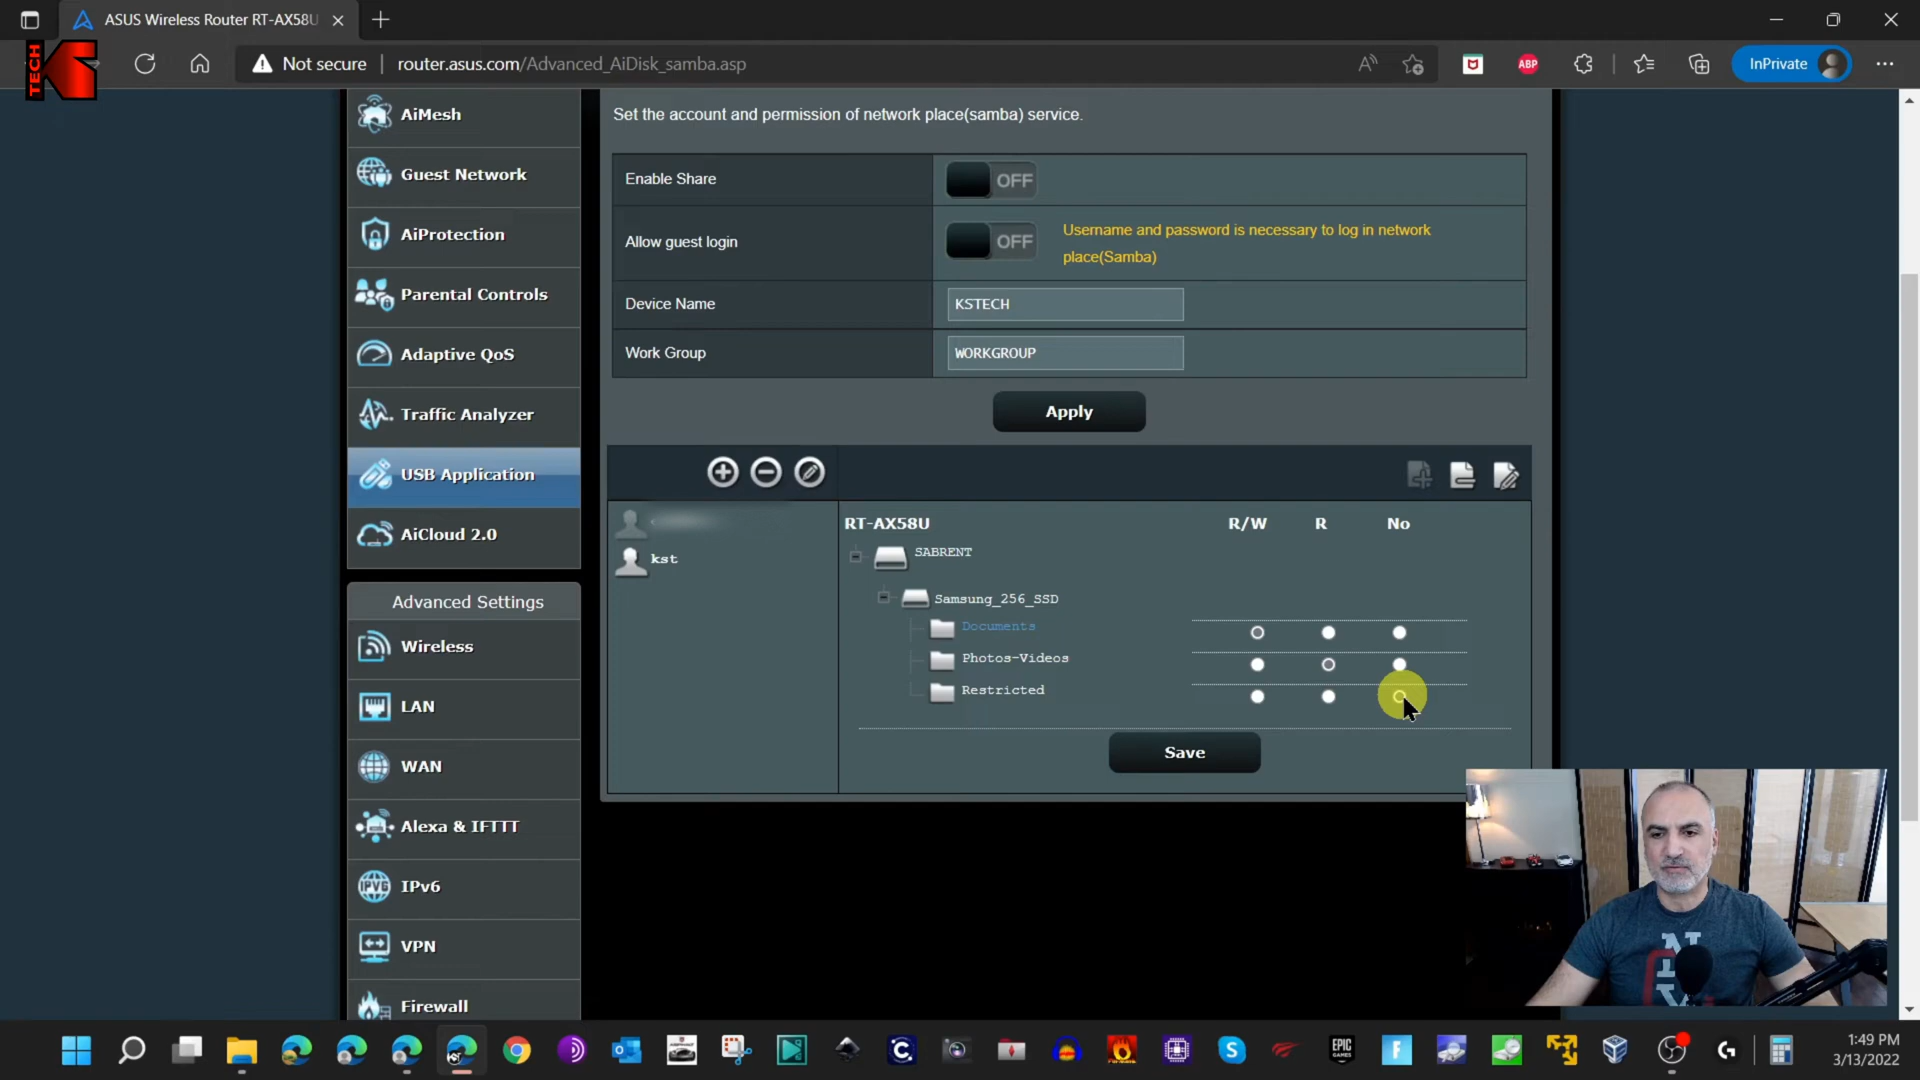 ASUS Wireless Router RT-AX58U
TECH K
Not secure
router.asus.com/Advanced_AiDisk_samba.asp
ABP
InPrivate
AiMesh
Guest Network
AiProtection
Parental Controls
Adaptive QoS
Traffic Analyzer
USB Application
AiCloud 2.0
Advanced Settings
Wireless
LAN
WAN
Alexa & IFTTT
IPv6
VPN
Firewall
Set the account and permission of network place(samba) service.
Enable Share OFF
Allow guest login OFF Username and password is necessary to log in network
place(Samba)
Device Name KSTECH
Work Group WORKGROUP
Apply
kst
RT-AX58U R/W R No
SABRENT
Samsung_256_SSD
Documents
Photos-Videos
Restricted
Save
EPIC
GAMES
1:49 PM
3/13/2022